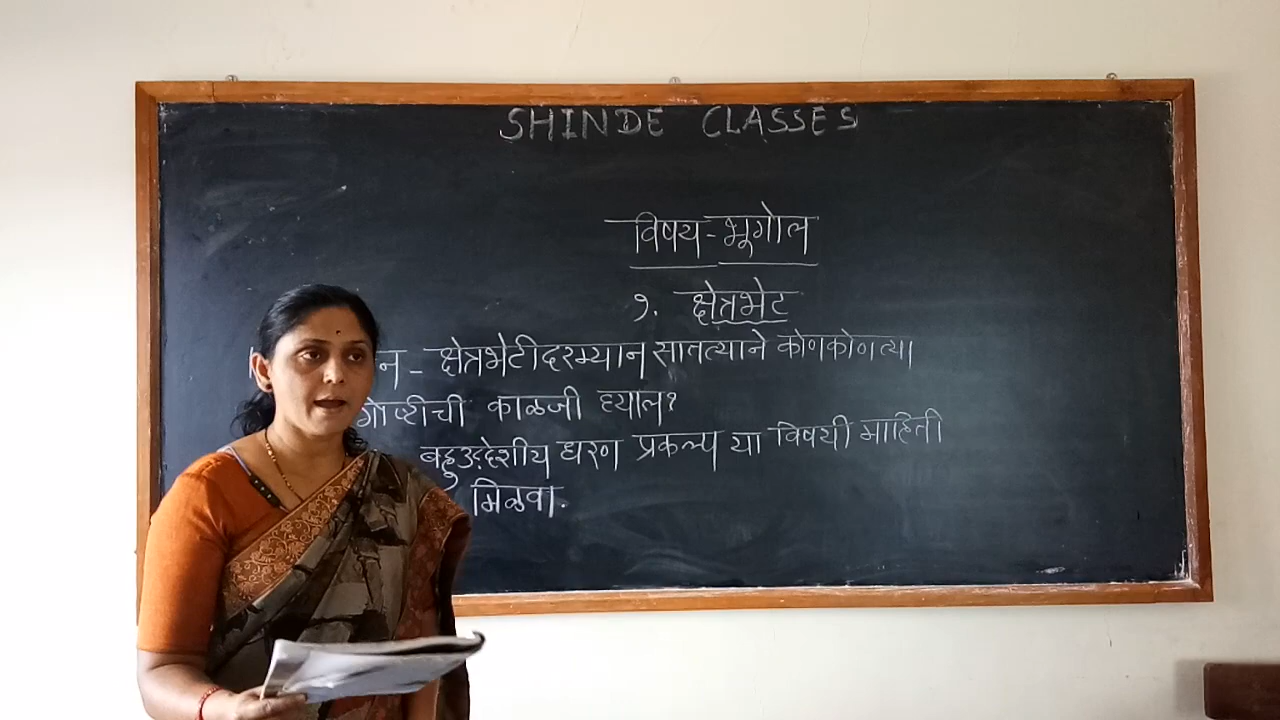 SHINDE CLASSES
विषय - भूगोल
१. क्षेत्रभेट
न - क्षेत्रभेटीदरम्यान सातत्याने कोणकोणत्या
गोष्टींची काळजी घ्याल?
बहुउद्देशीय धरण प्रकल्प या विषयी माहिती
मिळवा.